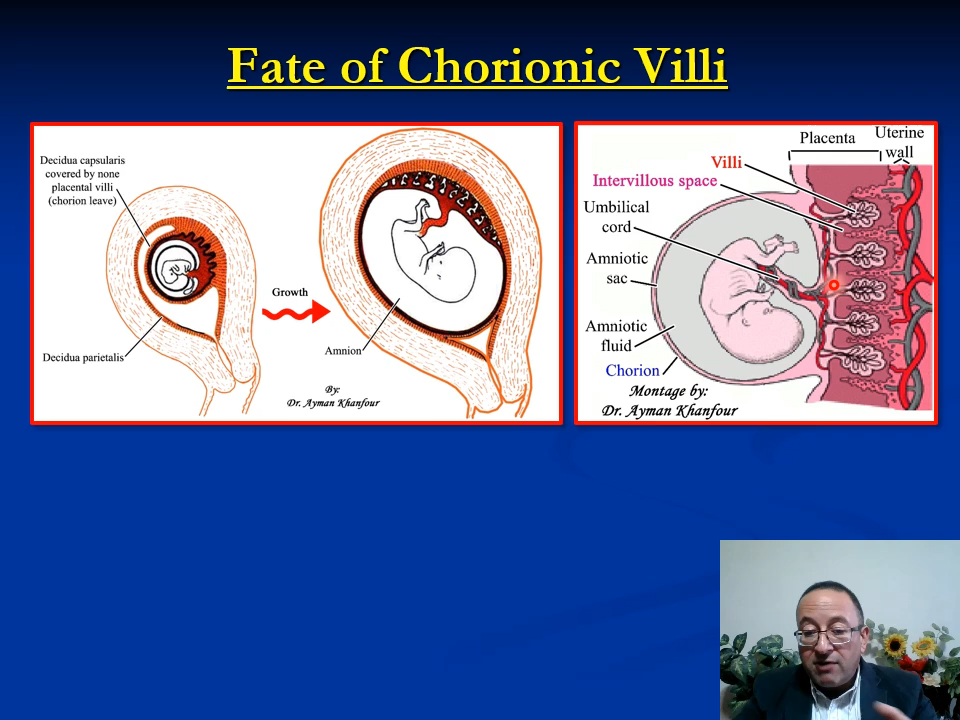 Fate of Chorionic Villi
Decidua capsularis
covered by none
placental villi
(chorion leave)
Decidua parietalis
Growth
Amnion
By:
Dr. Ayman Khanfour
Placenta
Uterine
wall
Villi
Intervillous space
Umbilical
cord
Amniotic
sac
Amniotic
fluid
Chorion
Montage by:
Dr. Ayman Khanfour